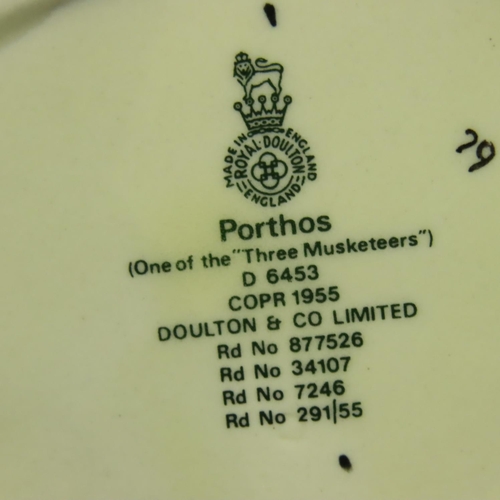 MADE IN ENGLAND
ROYAL·DOULTON
ENGLAND
Porthos
(One of the "Three Musketeers")
D 6453
COPR 1955
DOULTON & CO LIMITED
Rd No 877526
Rd No 34107
Rd No 7246
Rd No 291|55